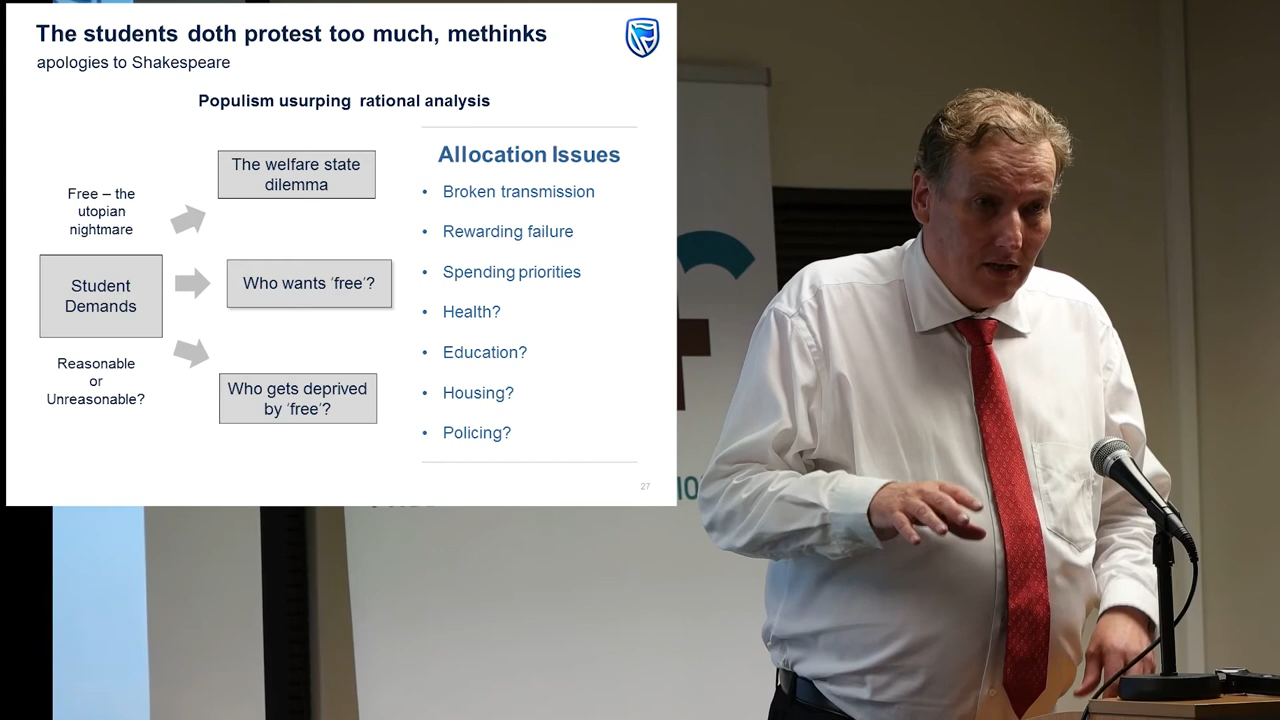 The students doth protest too much, methinks
apologies to Shakespeare
Populism usurping rational analysis
Free – the
utopian
nightmare
Student
Demands
Reasonable
or
Unreasonable?
The welfare state
dilemma
Who wants ‘free’?
Who gets deprived
by ‘free’?
Allocation Issues
• Broken transmission
• Rewarding failure
• Spending priorities
• Health?
• Education?
• Housing?
• Policing?
27